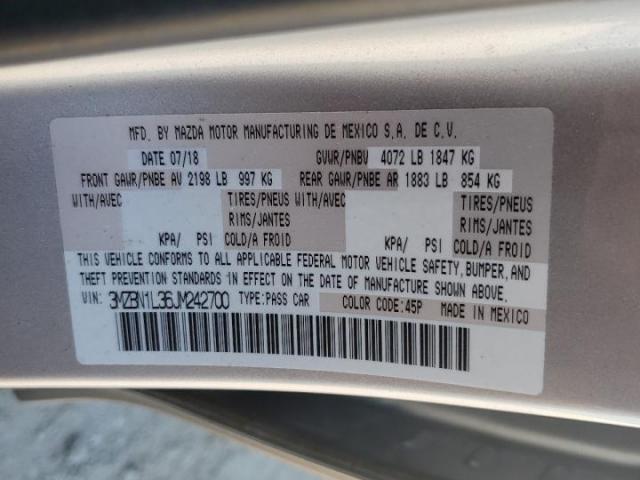 MFD. BY MAZDA MOTOR MANUFACTURING DE MEXICO S.A. DE C.V.
DATE 07/18 GVWR/PNBV 4072 LB 1847 KG
FRONT GAWR/PNBE AV 2198 LB 997 KG REAR GAWR/PNBE AR 1883 LB 854 KG
WITH/AVEC TIRES/PNEUS WITH/AVEC TIRES/PNEUS
RIMS/JANTES RIMS/JANTES
KPA/ PSI COLD/A FROID KPA/ PSI COLD/A FROID
THIS VEHICLE CONFORMS TO ALL APPLICABLE FEDERAL MOTOR VEHICLE SAFETY, BUMPER, AND
THEFT PREVENTION STANDARDS IN EFFECT ON THE DATE OF MANUFACTURE SHOWN ABOVE.
VIN: 3MZBN1L36JM242700 TYPE:PASS CAR COLOR CODE:45P MADE IN MEXICO